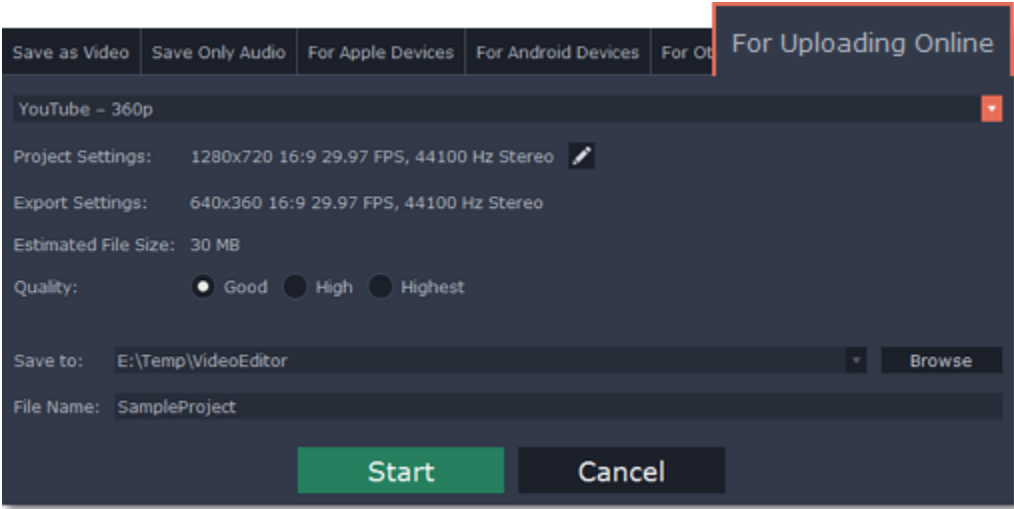 Save as Video Save Only Audio For Apple Devices For Android Devices For Ot For Uploading Online
YouTube – 360p
Project Settings: 1280x720 16:9 29.97 FPS, 44100 Hz Stereo
Export Settings: 640x360 16:9 29.97 FPS, 44100 Hz Stereo
Estimated File Size: 30 MB
Quality: Good High Highest
Save to: E:\Temp\VideoEditor Browse
File Name: SampleProject
Start Cancel